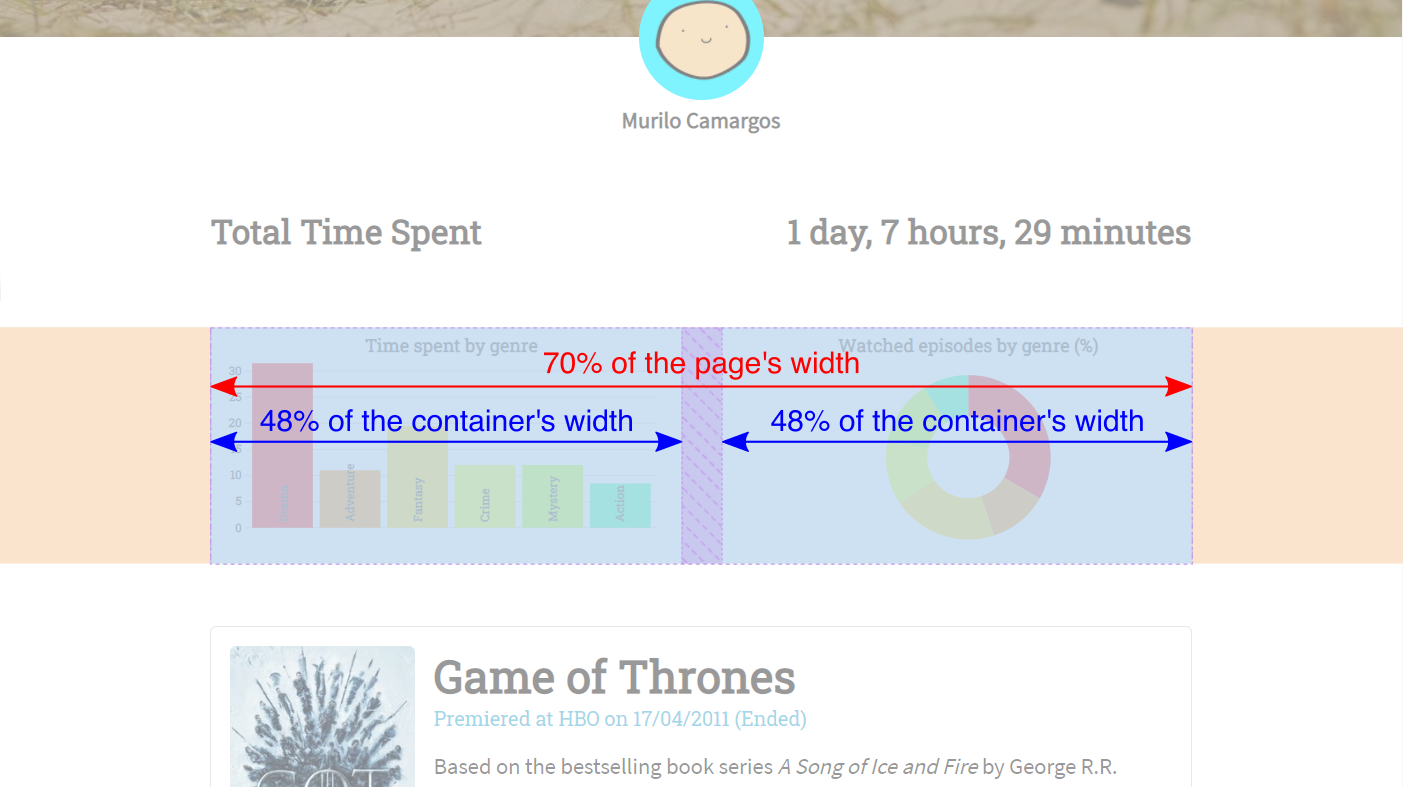 Murilo Camargos
Total Time Spent
1 day, 7 hours, 29 minutes
Time spent by genre
Watched episodes by genre (%)
70% of the page's width
48% of the container's width
48% of the container's width
30
25
20
10
5
0
Adventure
Fantasy
Crime
Mystery
Action
Game of Thrones
Premiered at HBO on 17/04/2011 (Ended)
Based on the bestselling book series A Song of Ice and Fire by George R.R.
GOT